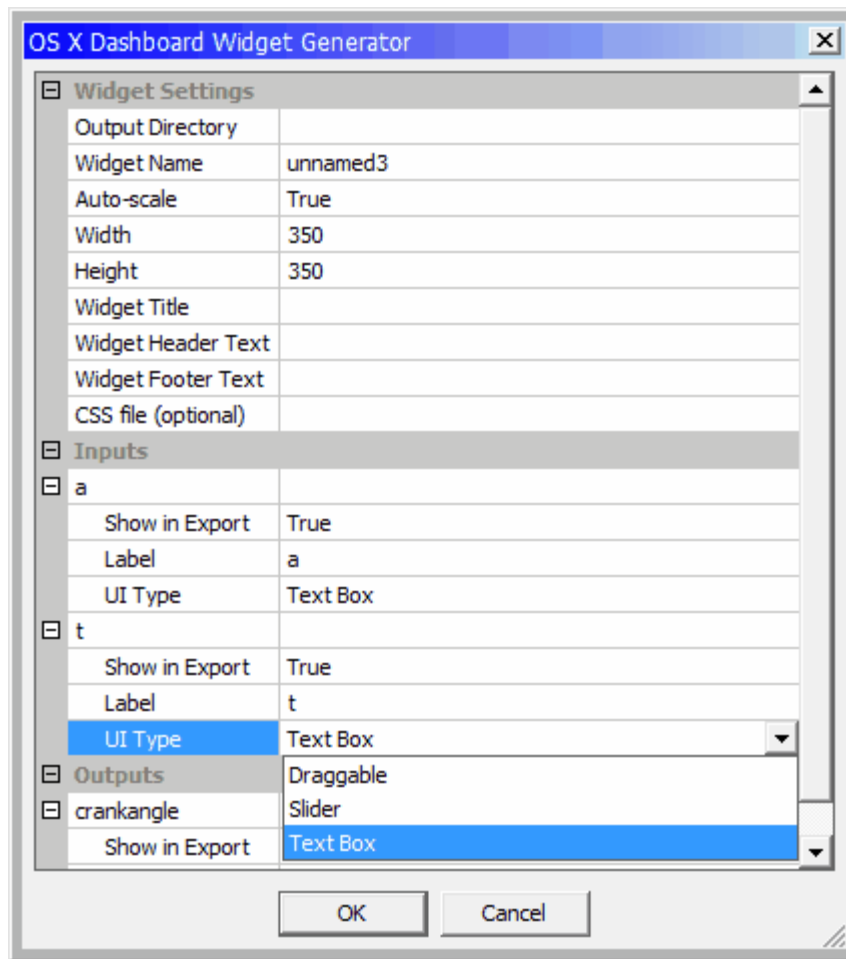 OS X Dashboard Widget Generator
Widget Settings
Output Directory
Widget Name unnamed3
Auto-scale True
Width 350
Height 350
Widget Title
Widget Header Text
Widget Footer Text
CSS file (optional)
Inputs
a
Show in Export True
Label a
UI Type Text Box
t
Show in Export True
Label t
UI Type Text Box
Outputs Draggable
crankangle Slider
Show in Export Text Box
OK Cancel